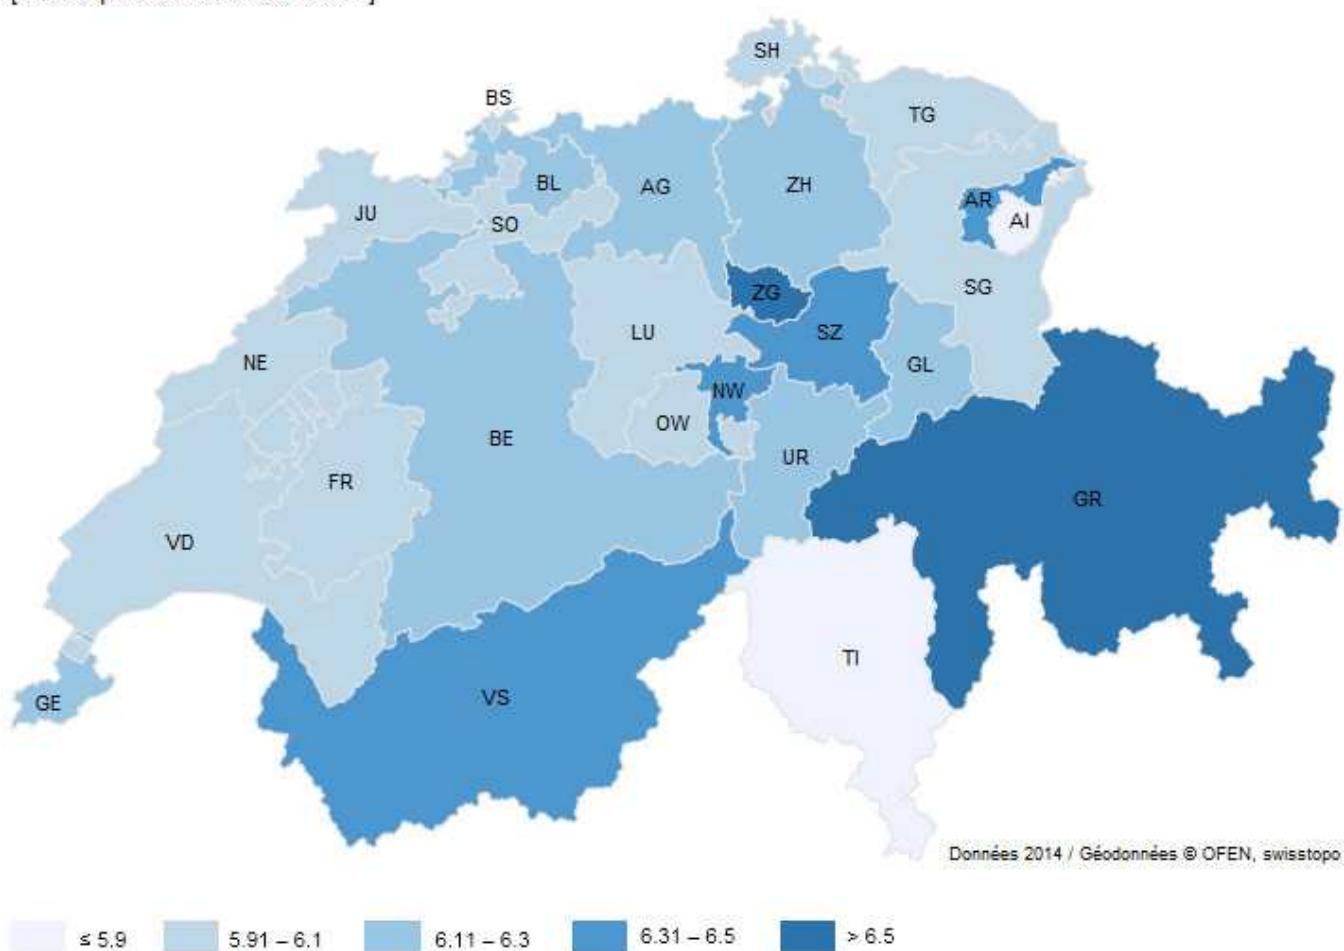 SH
BS
TG
BL
AG
ZH
AR
JU
SO
AI
ZG
SG
LU
SZ
NE
GL
NW
OW
BE
UR
FR
GR
VD
TI
VS
GE
Données 2014 / Géodonnées © OFEN, swisstopo
≤ 5.9 5.91 – 6.1 6.11 – 6.3 6.31 – 6.5 > 6.5